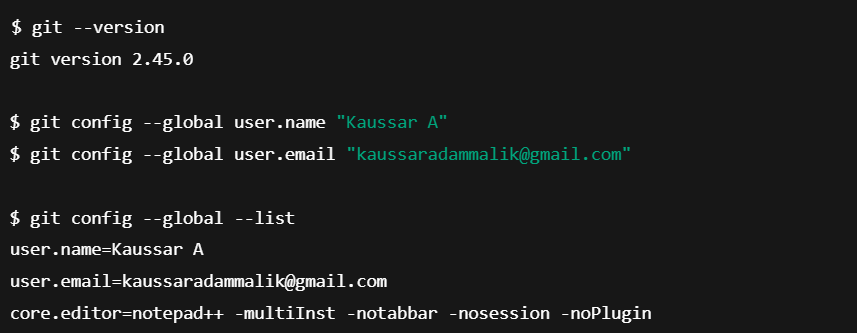 $ git --version
git version 2.45.0
$ git config --global user.name "Kaussar A"
$ git config --global user.email "kaussaradammalik@gmail.com"
$ git config --global --list
user.name=Kaussar A
user.email=kaussaradammalik@gmail.com
core.editor=notepad++ -multiInst -notabbar -nosession -noPlugin